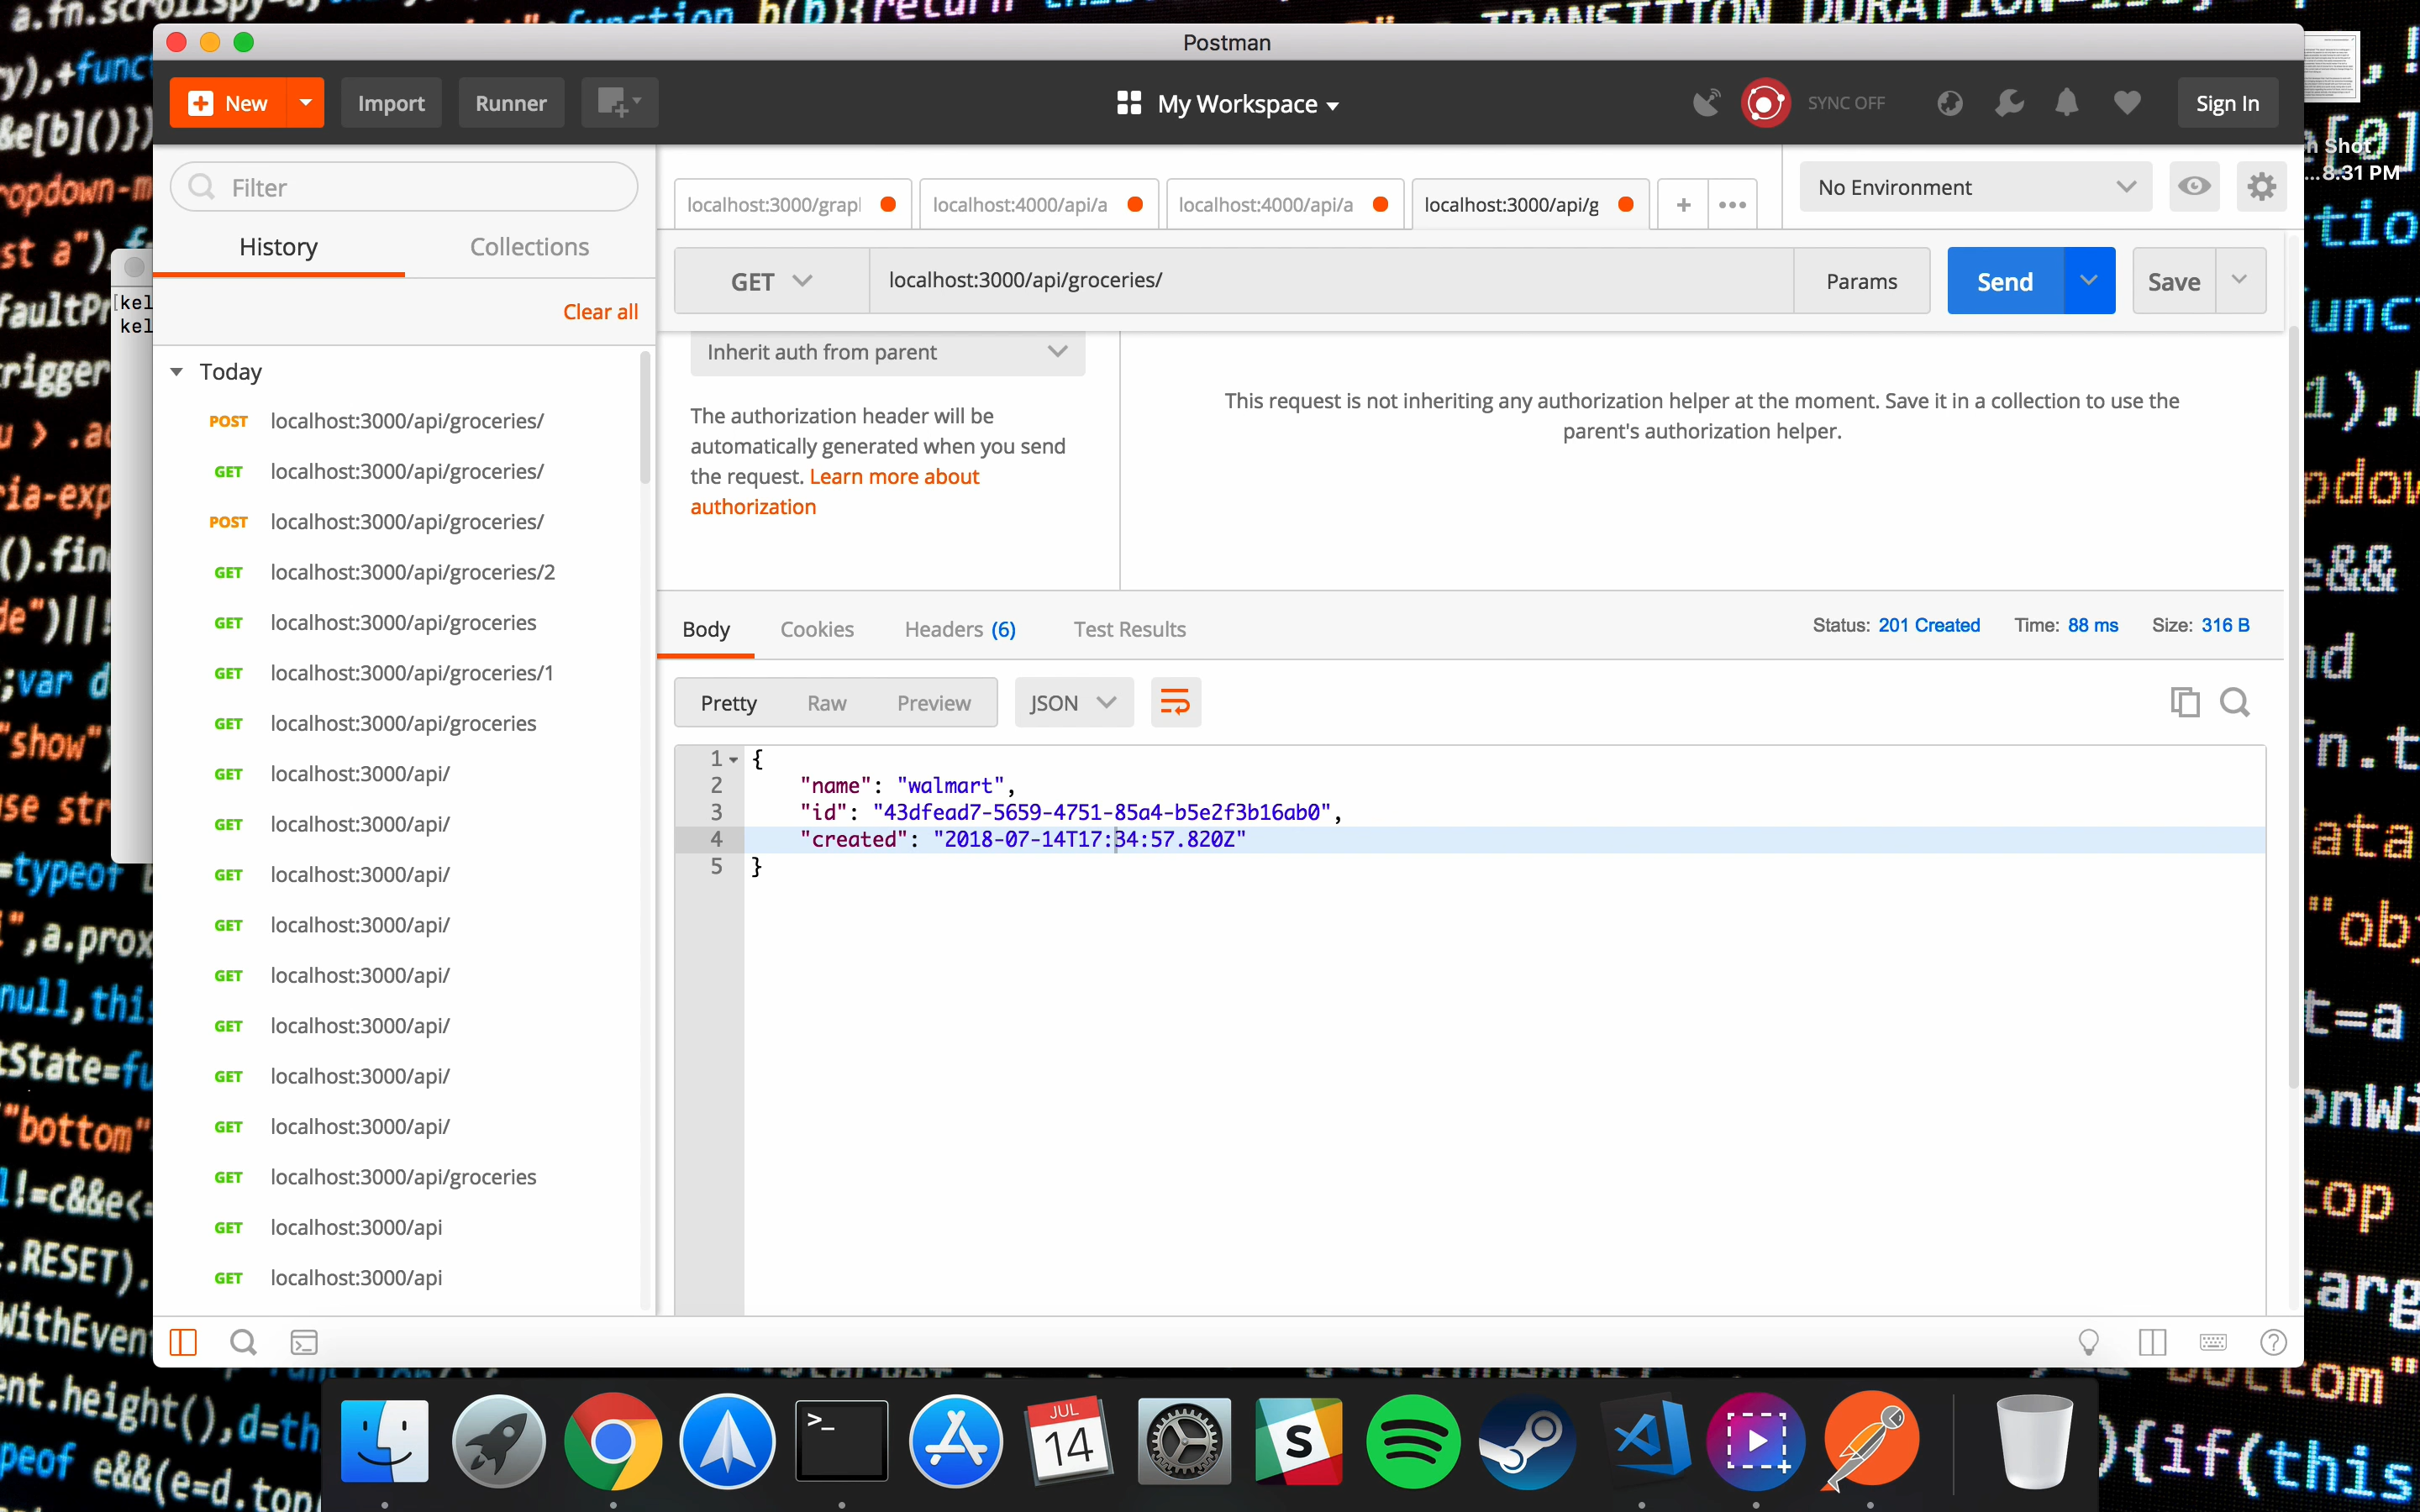 Postman
New
Import
Runner
My Workspace
SYNC OFF
Sign In
Filter
History
Collections
Clear all
Today
POST localhost:3000/api/groceries/
GET localhost:3000/api/groceries/
POST localhost:3000/api/groceries/
GET localhost:3000/api/groceries/2
GET localhost:3000/api/groceries
GET localhost:3000/api/groceries/1
GET localhost:3000/api/groceries
GET localhost:3000/api/
GET localhost:3000/api/
GET localhost:3000/api/
GET localhost:3000/api/
GET localhost:3000/api/
GET localhost:3000/api/
GET localhost:3000/api/
GET localhost:3000/api/
GET localhost:3000/api/groceries
GET localhost:3000/api
GET localhost:3000/api
localhost:3000/grap
localhost:4000/api/a
localhost:4000/api/a
localhost:3000/api/g
No Environment
GET
localhost:3000/api/groceries/
Params
Send
Save
Inherit auth from parent
The authorization header will be
automatically generated when you send
the request. Learn more about
authorization
This request is not inheriting any authorization helper at the moment. Save it in a collection to use the
parent's authorization helper.
Body
Cookies
Headers (6)
Test Results
Status: 201 Created
Time: 88 ms
Size: 316 B
Pretty
Raw
Preview
JSON
1 {
2 "name": "walmart",
3 "id": "43dfead7-5659-4751-85a4-b5e2f3b16ab0",
4 "created": "2018-07-14T17:34:57.820Z"
5 }
[kel
kel
Shot
...8.31 PM
JUL
14